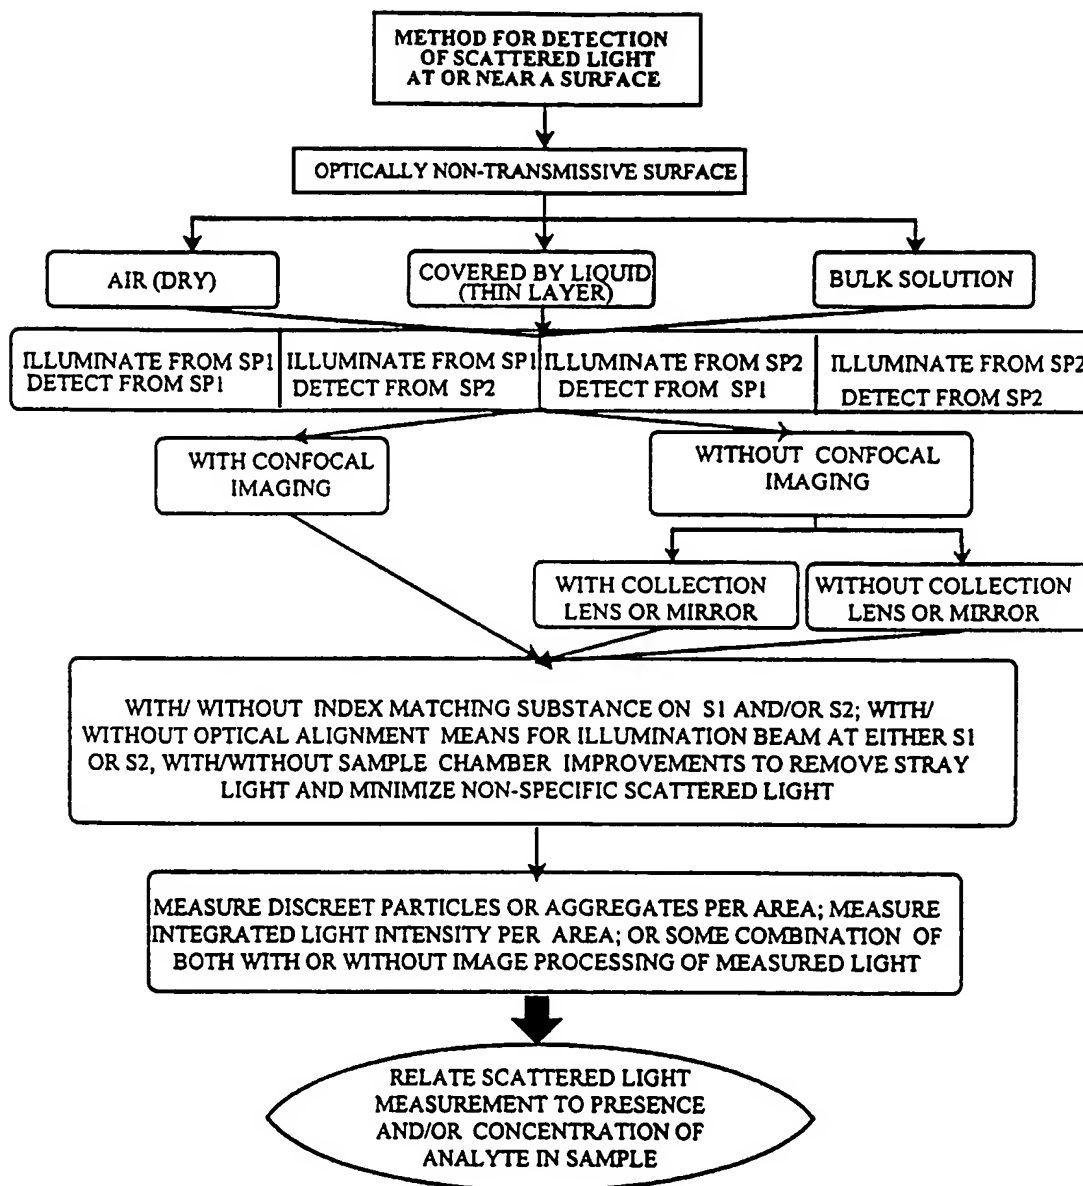 METHOD FOR DETECTION
OF SCATTERED LIGHT
AT OR NEAR A SURFACE
OPTICALLY NON-TRANSMISSIVE SURFACE
AIR (DRY)
COVERED BY LIQUID
(THIN LAYER)
BULK SOLUTION
ILLUMINATE FROM SP1
DETECT FROM SP1
ILLUMINATE FROM SP1
DETECT FROM SP2
ILLUMINATE FROM SP2
DETECT FROM SP1
ILLUMINATE FROM SP2
DETECT FROM SP2
WITH CONFOCAL
IMAGING
WITHOUT CONFOCAL
IMAGING
WITH COLLECTION
LENS OR MIRROR
WITHOUT COLLECTION
LENS OR MIRROR
WITH/ WITHOUT INDEX MATCHING SUBSTANCE ON S1 AND/OR S2; WITH/
WITHOUT OPTICAL ALIGNMENT MEANS FOR ILLUMINATION BEAM AT EITHER S1
OR S2, WITH/WITHOUT SAMPLE CHAMBER IMPROVEMENTS TO REMOVE STRAY
LIGHT AND MINIMIZE NON-SPECIFIC SCATTERED LIGHT
MEASURE DISCREET PARTICLES OR AGGREGATES PER AREA; MEASURE
INTEGRATED LIGHT INTENSITY PER AREA; OR SOME COMBINATION OF
BOTH WITH OR WITHOUT IMAGE PROCESSING OF MEASURED LIGHT
RELATE SCATTERED LIGHT
MEASUREMENT TO PRESENCE
AND/OR CONCENTRATION OF
ANALYTE IN SAMPLE